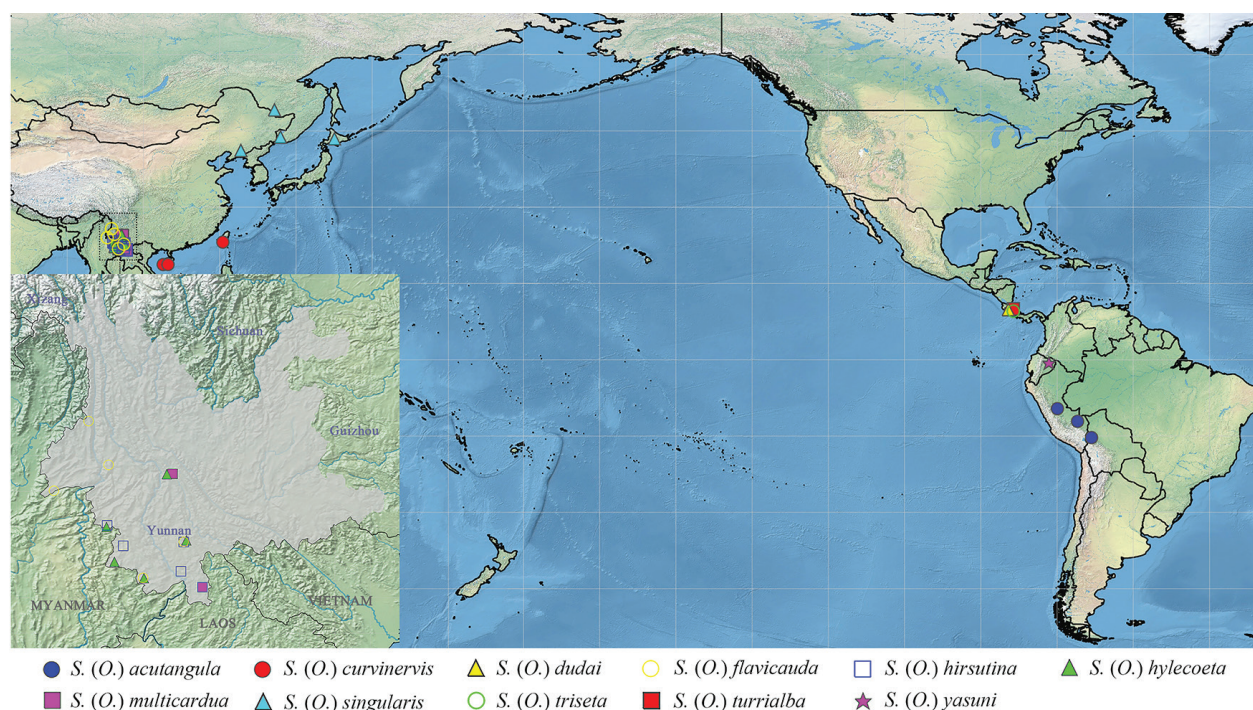 Xizang
Sichuan
Guizhou
Yunnan
MYANMAR
VIETNAM
LAOS
S. (O.) acutangula S. (O.) curvinervis S. (O.) dudai S. (O.) flavicauda S. (O.) hirsutina S. (O.) hylecoeta
S. (O.) multicardua S. (O.) singularis S. (O.) triseta S. (O.) turrialba S. (O.) yasuni